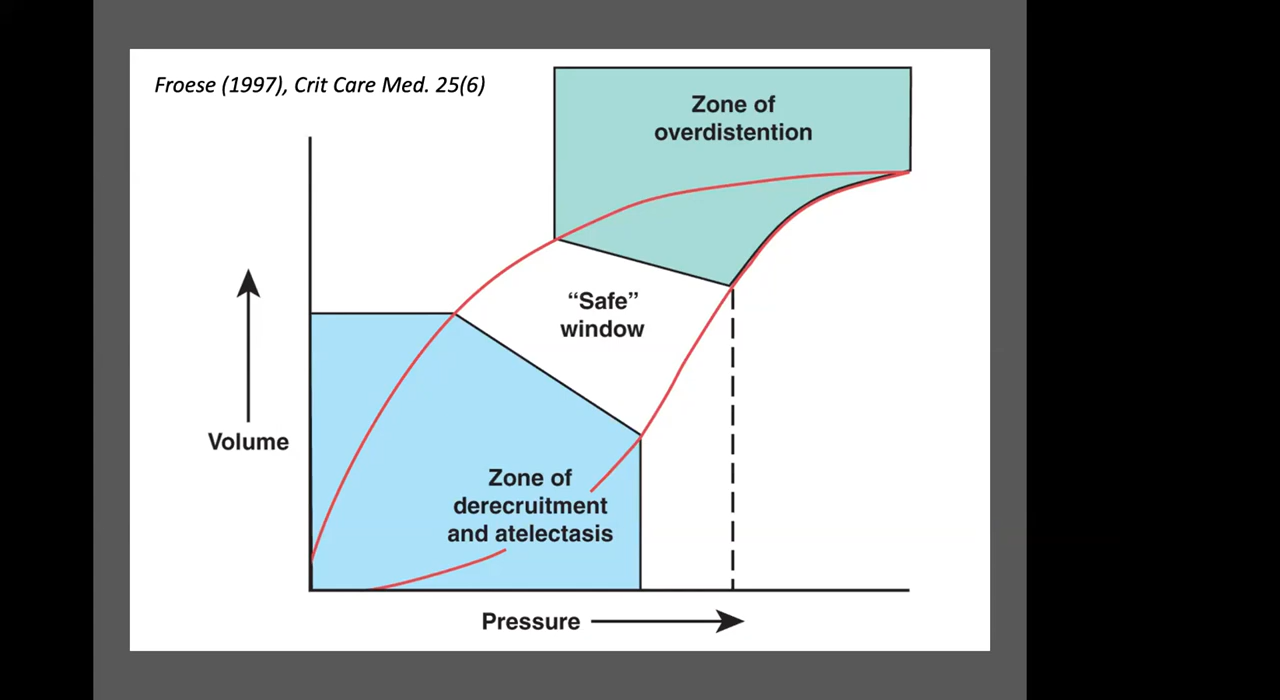 Froese (1997), Crit Care Med. 25(6)
Zone of
overdistention
“Safe”
window
Volume
Zone of
derecruitment
and atelectasis
Pressure